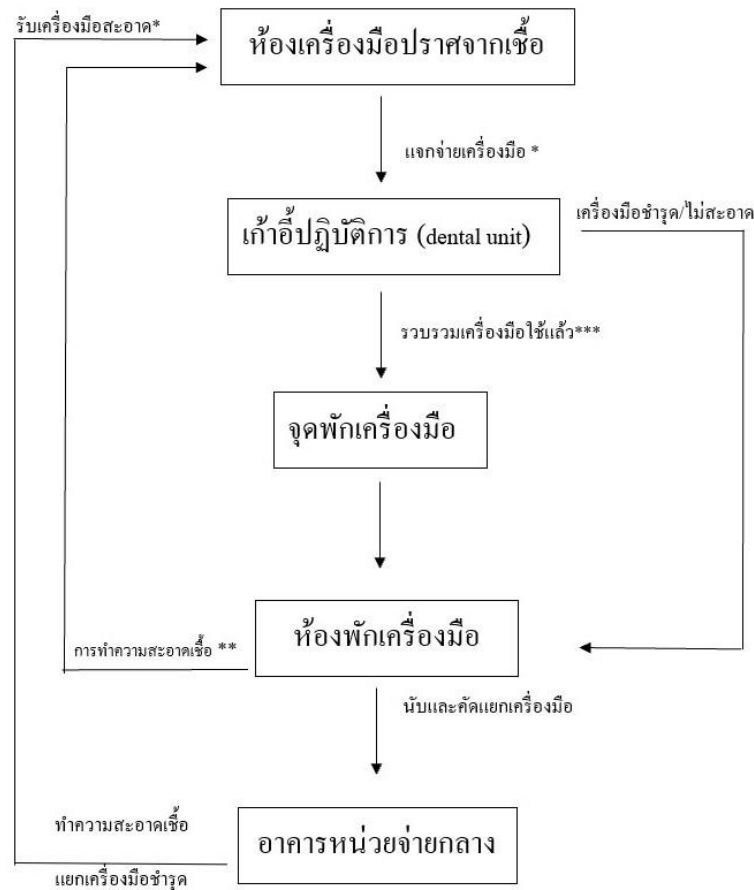 รับเครื่องมือสะอาด*
ห้องเครื่องมือปราศจากเชื้อ
แจกจ่ายเครื่องมือ *
เก้าอี้ปฏิบัติการ (dental unit)
เครื่องมือชำรุด/ไม่สะอาด
รวบรวมเครื่องมือใช้แล้ว***
จุดพักเครื่องมือ
ห้องพักเครื่องมือ
การทำความสะอาดเชื้อ **
นับและคัดแยกเครื่องมือ
ทำความสะอาดเชื้อ
อาคารหน่วยจ่ายกลาง
แยกเครื่องมือชำรุด